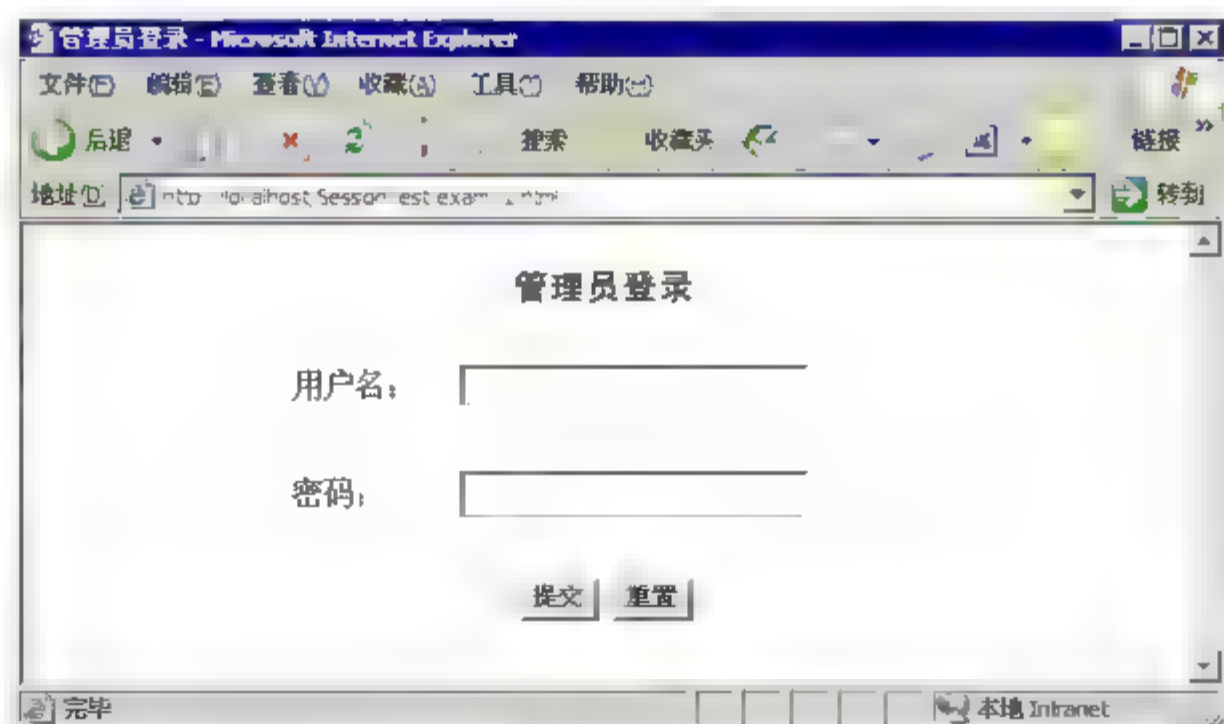 管理员登录 - Microsoft Internet Explorer
文件(F) 编辑(E) 查看(V) 收藏(A) 工具(T) 帮助(H)
后退 搜索 收藏夹 链接 »
地址(D) 转到
管理员登录
用户名：
密码：
提交 重置
完毕 本地 Intranet